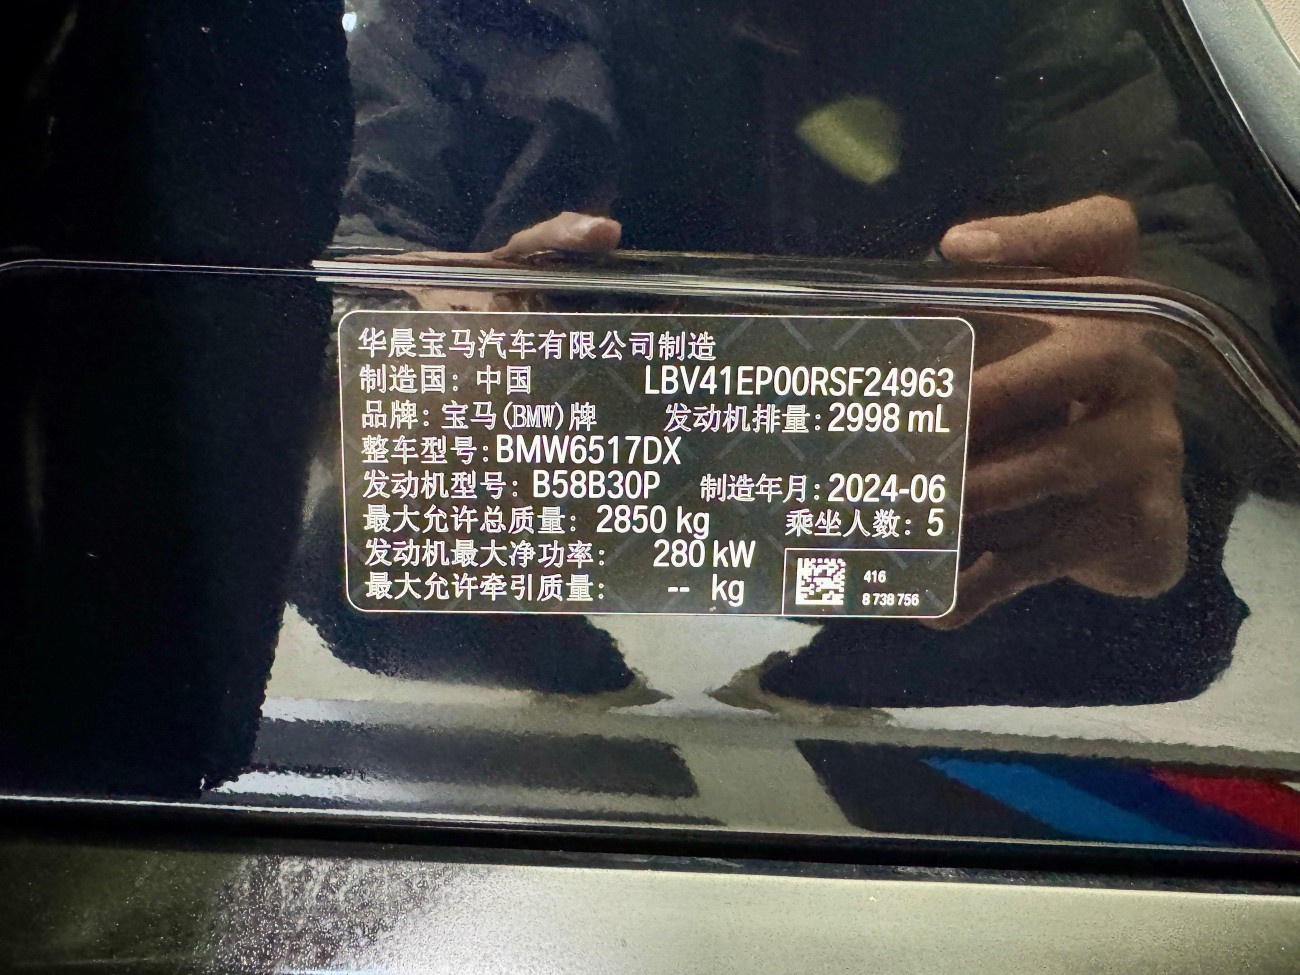 华晨宝马汽车有限公司制造
制造国：中国 LBV41EP00RSF24963
品牌：宝马(BMW)牌 发动机排量：2998 mL
整车型号：BMW6517DX
发动机型号：B58B30P 制造年月：2024-06
最大允许总质量：2850 kg 乘坐人数：5
发动机最大净功率：280 kW
最大允许牵引质量：-- kg
416
8 738 756